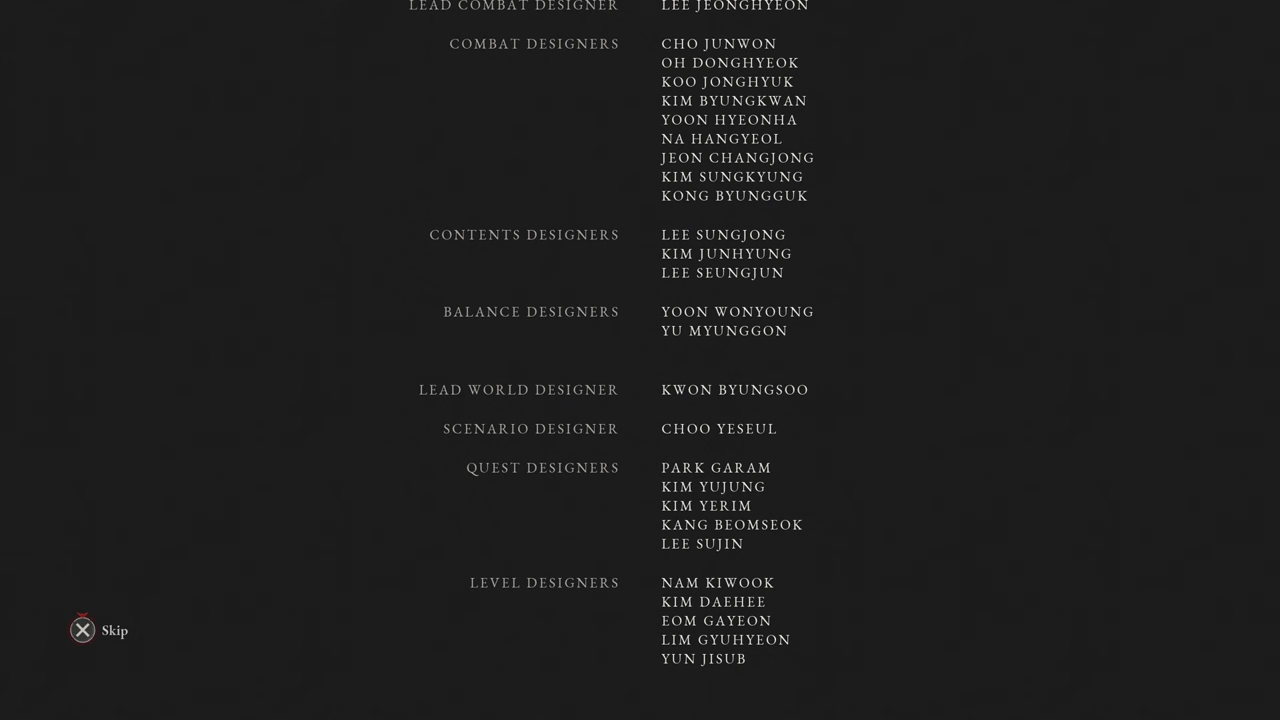 LEAD COMBAT DESIGNER LEE JEONGHYEON
COMBAT DESIGNERS CHO JUNWON
OH DONGHYEOK
KOO JONGHYUK
KIM BYUNGKWAN
YOON HYEONHA
NA HANGYEOL
JEON CHANGJONG
KIM SUNGKYUNG
KONG BYUNGGUK
CONTENTS DESIGNERS LEE SUNGJONG
KIM JUNHYUNG
LEE SEUNGJUN
BALANCE DESIGNERS YOON WONYOUNG
YU MYUNGGON
LEAD WORLD DESIGNER KWON BYUNGSOO
SCENARIO DESIGNER CHOO YESEUL
QUEST DESIGNERS PARK GARAM
KIM YUJUNG
KIM YERIM
KANG BEOMSEOK
LEE SUJIN
LEVEL DESIGNERS NAM KIWOOK
KIM DAEHEE
EOM GAYEON
LIM GYUHYEON
YUN JISUB
Skip